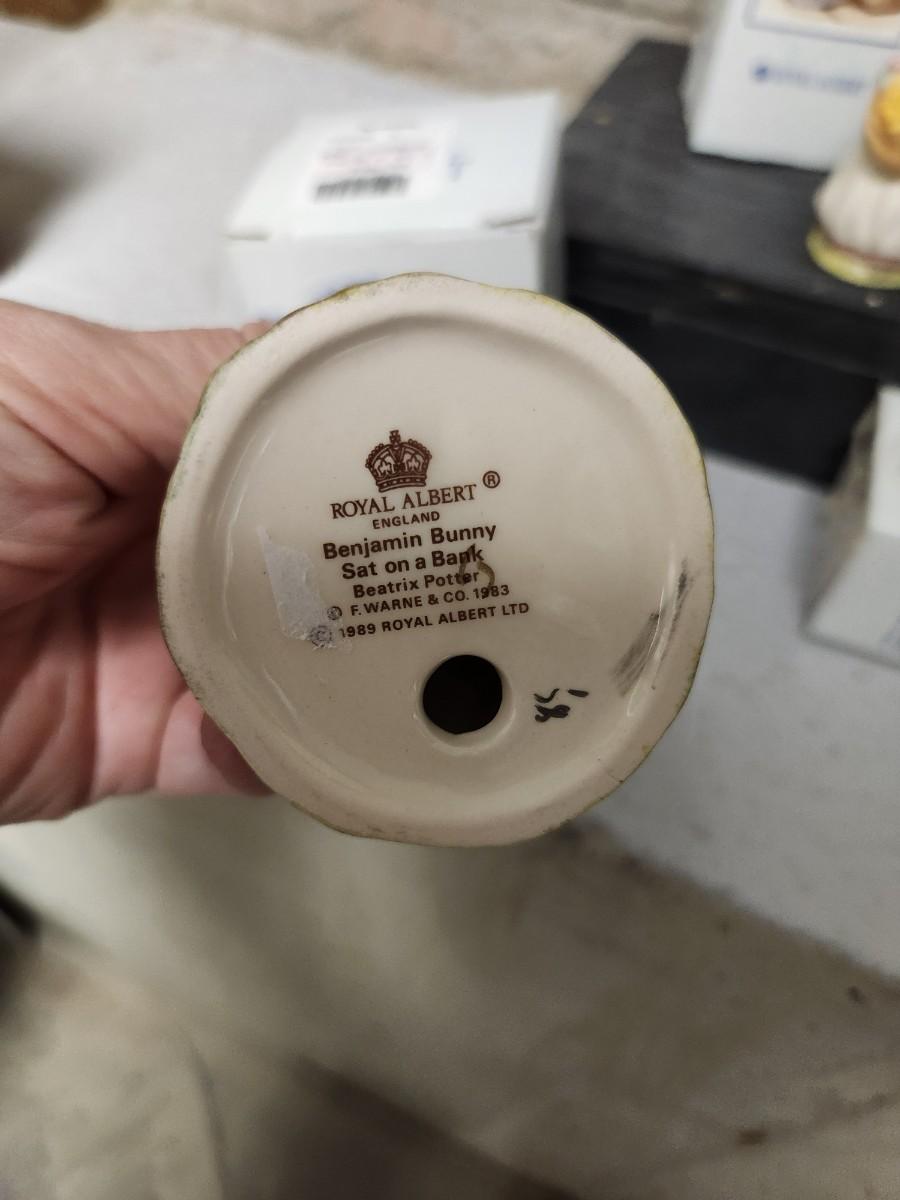 ROYAL ALBERT ®
ENGLAND
Benjamin Bunny
Sat on a Bank
Beatrix Potter
© F. WARNE & CO. 1983
© 1989 ROYAL ALBERT LTD